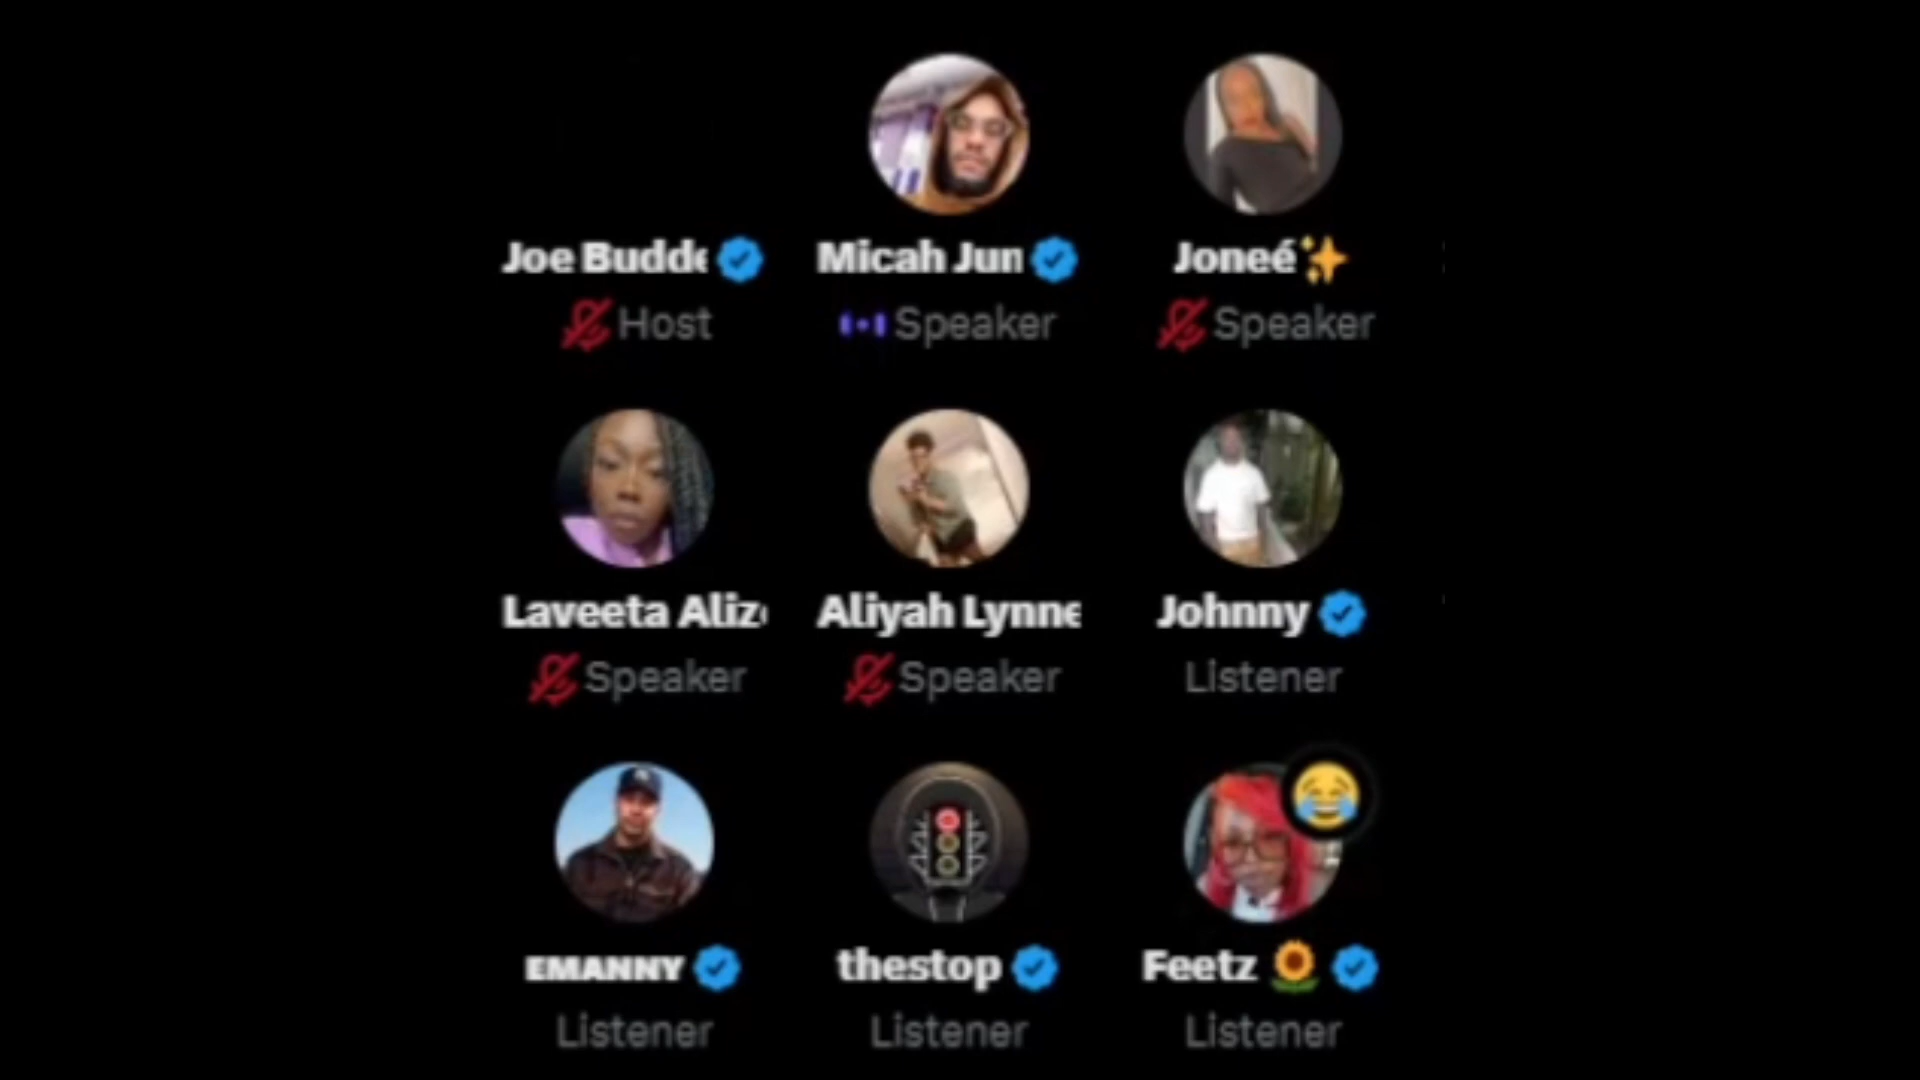 Joe Budde
Micah Jun
Joneé✨
Host
Speaker
Speaker
Laveeta Aliz
Aliyah Lynne
Johnny
Speaker
Speaker
Listener
EMANNY
thestop
Feetz 🌻
Listener
Listener
Listener